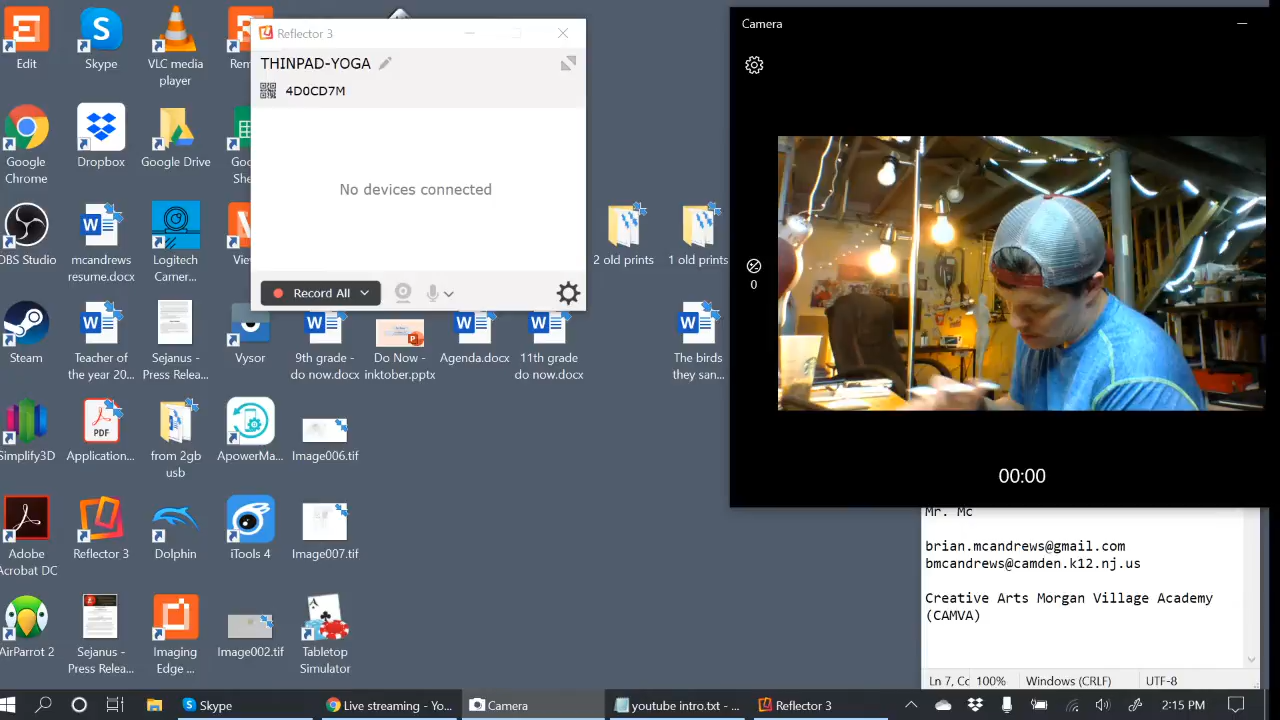 Edit
Skype
VLC media
player
Rem
Google
Chrome
Dropbox
Google Drive
Goo
She
OBS Studio
mcandrews
resume.docx
Logitech
Camer...
View
Steam
Teacher of
the year 20...
Sejanus -
Press Relea...
Vysor
9th grade -
do now.docx
Do Now -
inktober.pptx
Agenda.docx
11th grade
do now.docx
The birds
they san...
2 old prints
1 old prints
Simplify3D
PDF
Application...
from 2gb
usb
ApowerMa...
Image006.tif
Adobe
Acrobat DC
Reflector 3
Dolphin
iTools 4
Image007.tif
AirParrot 2
Sejanus -
Press Relea...
Imaging
Edge ...
Image002.tif
Tabletop
Simulator
Reflector 3
THINPAD-YOGA
4D0CD7M
No devices connected
Record All
Camera
0
00:00
Mr. Mc
brian.mcandrews@gmail.com
bmcandrews@camden.k12.nj.us
Creative Arts Morgan Village Academy
(CAMVA)
Ln 7, Cc 100% Windows (CRLF) UTF-8
Skype
Live streaming - Yo...
Camera
youtube intro.txt - ...
Reflector 3
2:15 PM